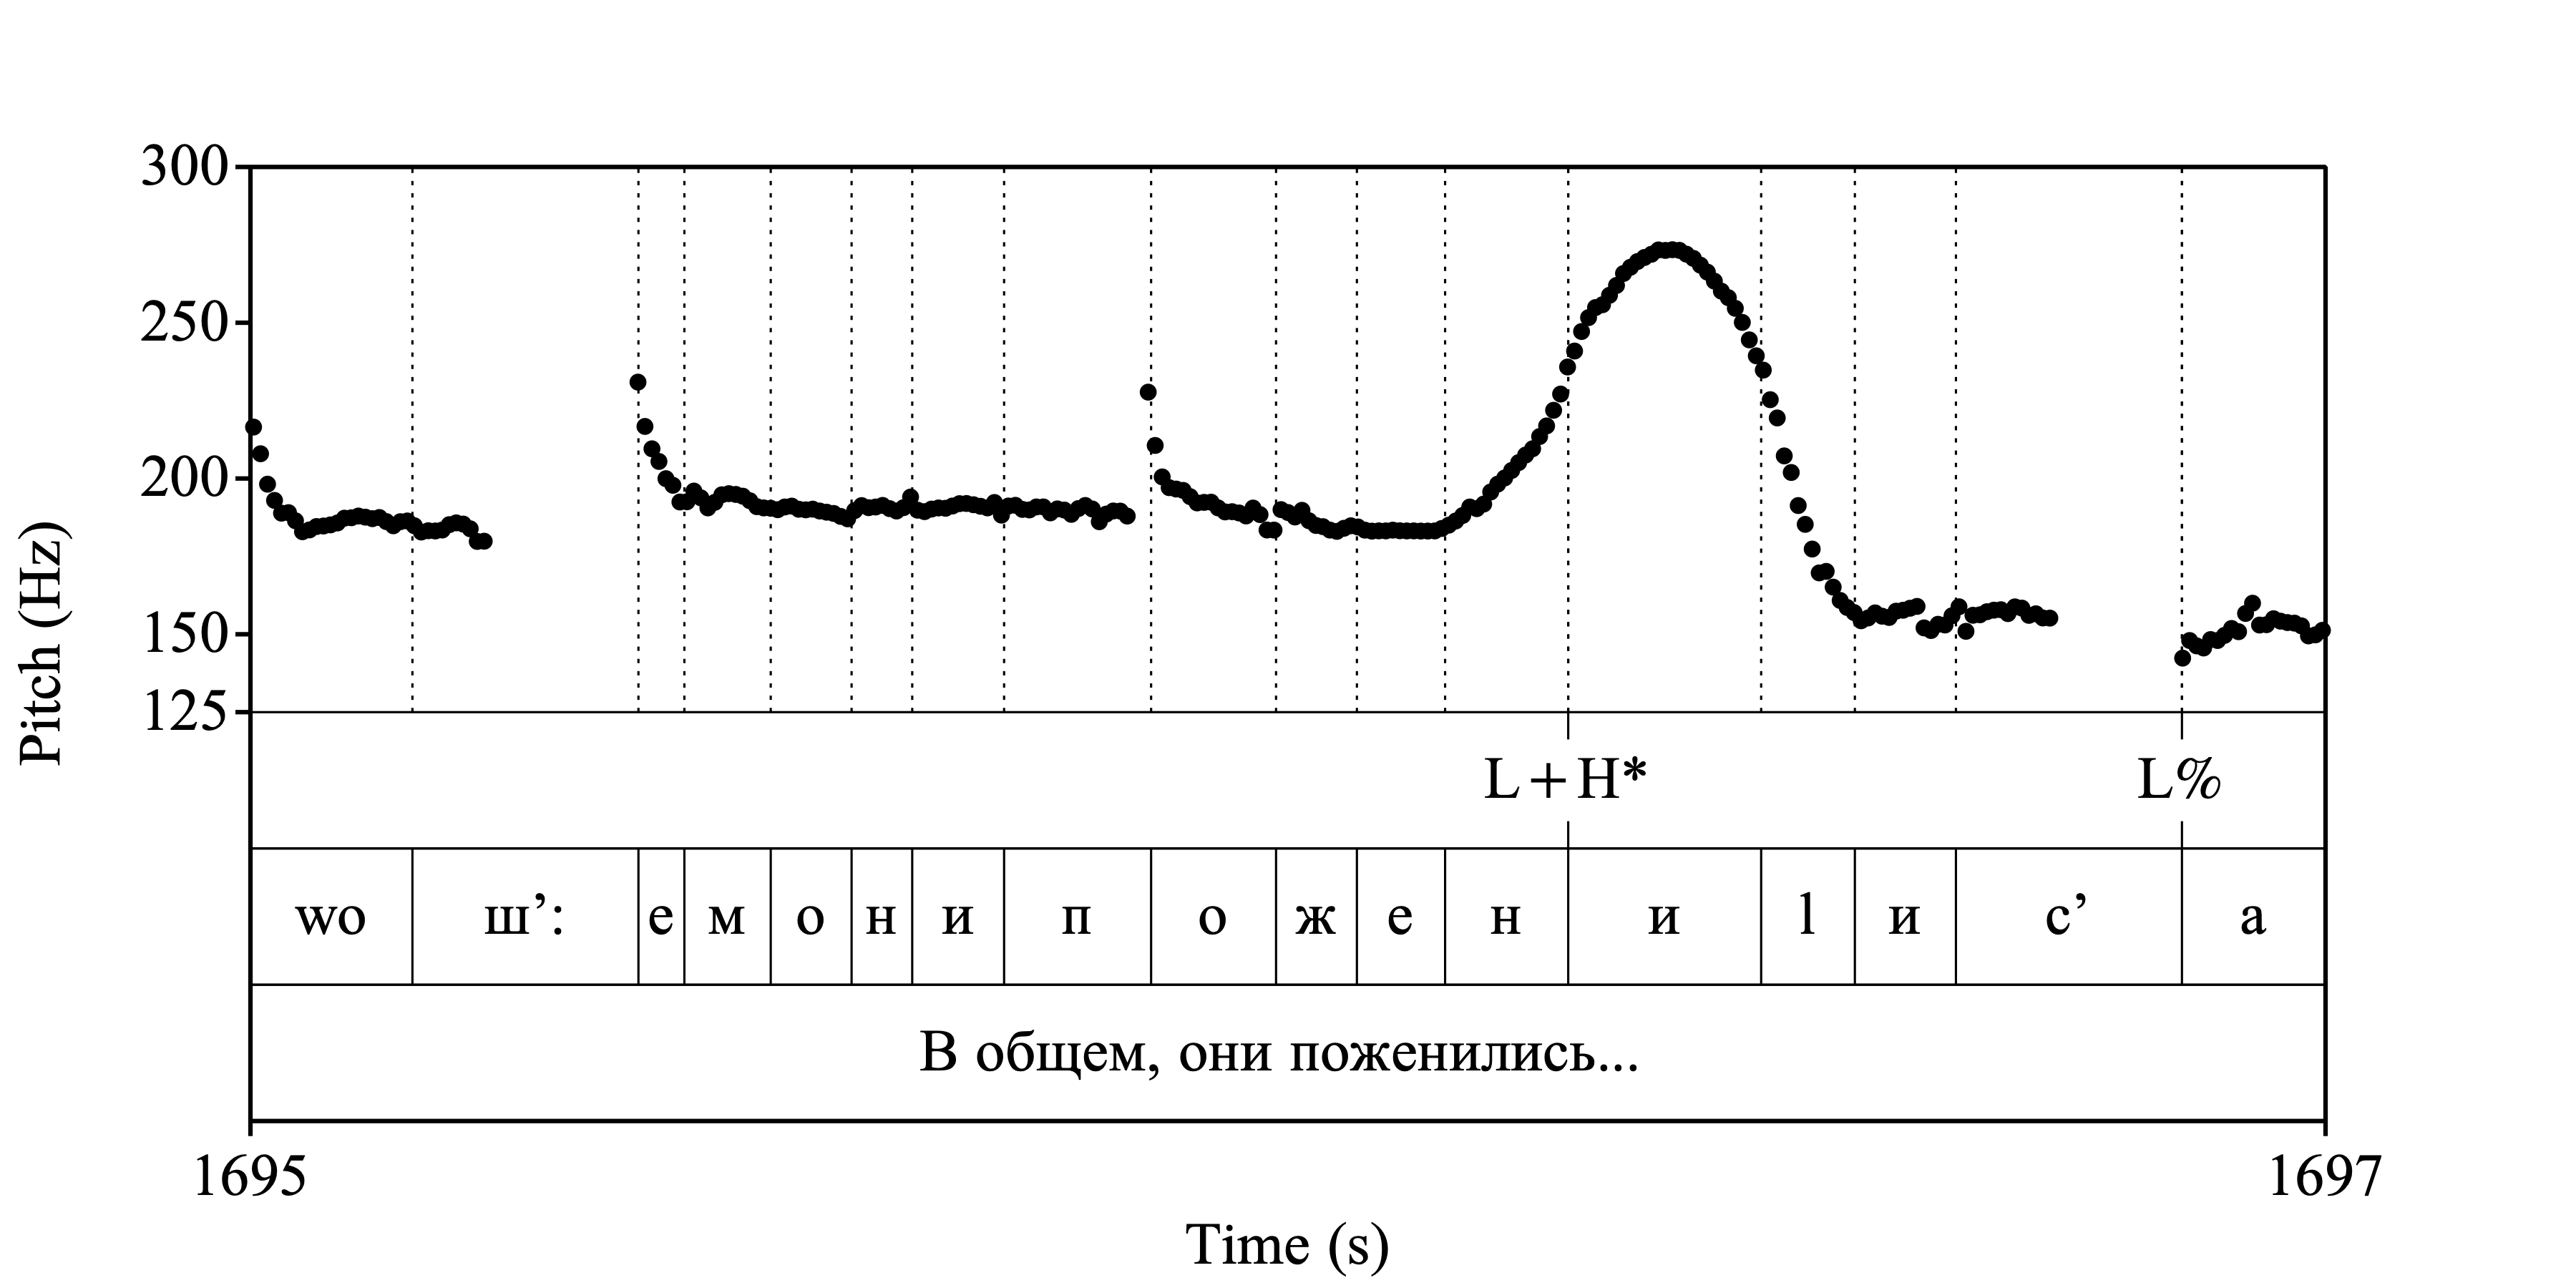 300
250
200
150
125
Pitch (Hz)
L+H* L%
wo ш’: е м о н и п о ж е н и l и с’ а
В общем, они поженились...
1695 1697
Time (s)